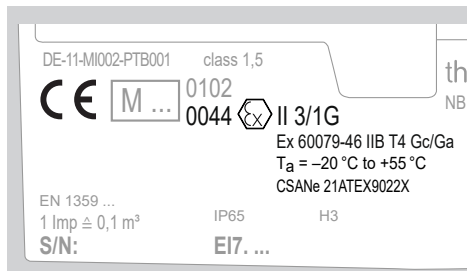 DE-11-MI002-PTB001 class 1,5
th
CE M ... 0102
NB
0044 Ex II 3/1G
Ex 60079-46 IIB T4 Gc/Ga
Ta = –20 °C to +55 °C
CSANe 21ATEX9022X
EN 1359 ...
1 Imp ≙ 0,1 m³ IP65 H3
S/N: EI7. ...